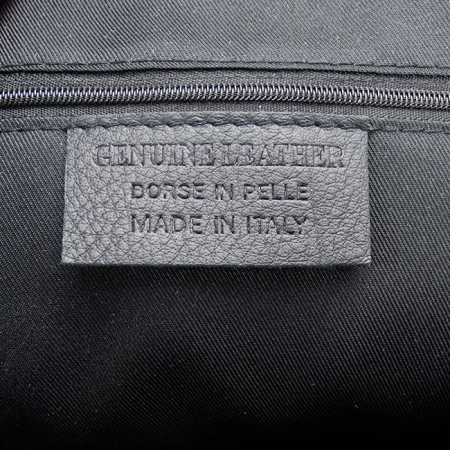 GENUINE LEATHER
BORSE IN PELLE
MADE IN ITALY